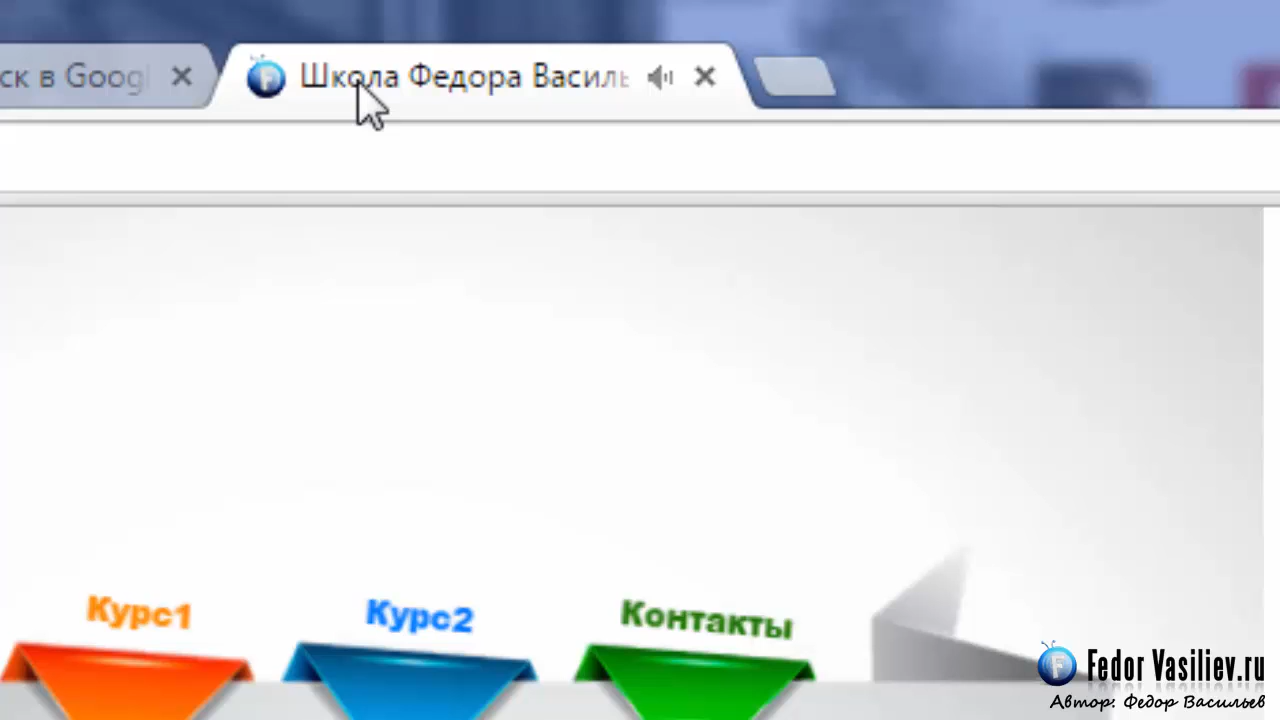 ск в Googl
Школа Федора Василь
Курс1
Курс2
Контакты
Fedor Vasiliev.ru
Автор: Федор Васильев